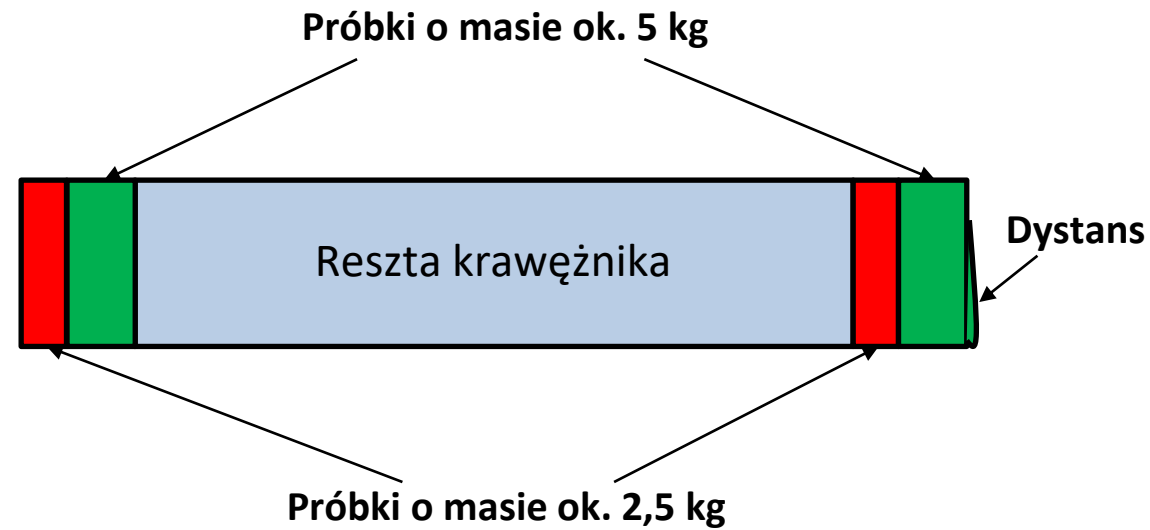 Próbki o masie ok. 5 kg
Dystans
Reszta krawężnika
Próbki o masie ok. 2,5 kg